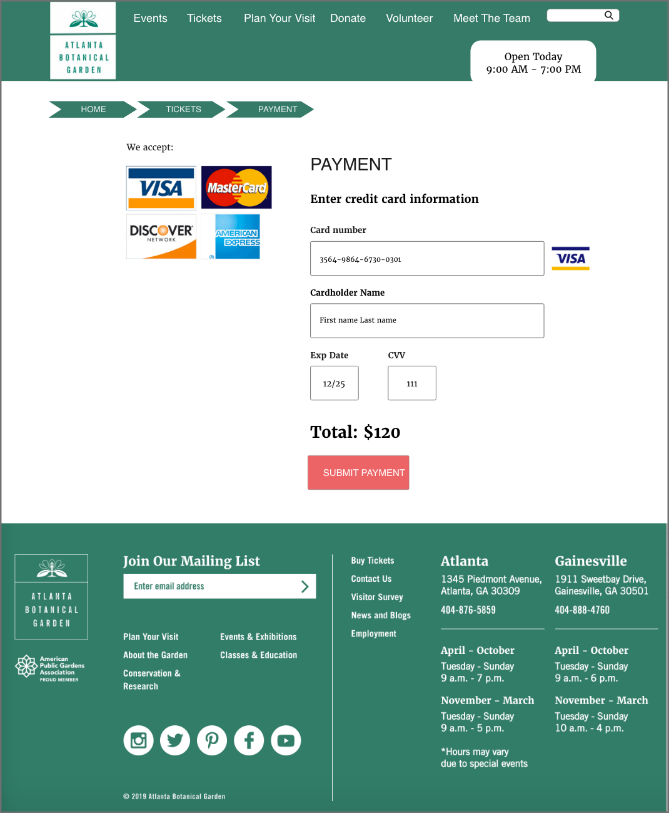 Events Tickets Plan Your Visit Donate Volunteer Meet The Team
ATLANTA
BOTANICAL
GARDEN
Open Today
9:00 AM - 7:00 PM
HOME TICKETS PAYMENT
We accept:
VISA MasterCard
DISCOVER
NETWORK
AMERICAN
EXPRESS
PAYMENT
Enter credit card information
Card number
3564-9864-6730-0301 VISA
Cardholder Name
First name Last name
Exp Date CVV
12/25 111
Total: $120
SUBMIT PAYMENT
ATLANTA
BOTANICAL
GARDEN
American
Public Gardens
Association
PROUD MEMBER
Join Our Mailing List
Enter email address
Plan Your Visit
About the Garden
Conservation &
Research
Events & Exhibitions
Classes & Education
© 2019 Atlanta Botanical Garden
Buy Tickets
Contact Us
Visitor Survey
News and Blogs
Employment
Atlanta
1345 Piedmont Avenue,
Atlanta, GA 30309
404-876-5859
April - October
Tuesday - Sunday
9 a.m. - 7 p.m.
November - March
Tuesday - Sunday
9 a.m. - 5 p.m.
*Hours may vary
due to special events
Gainesville
1911 Sweetbay Drive,
Gainesville, GA 30501
404-888-4760
April - October
Tuesday - Sunday
9 a.m. - 6 p.m.
November - March
Tuesday - Sunday
10 a.m. - 4 p.m.